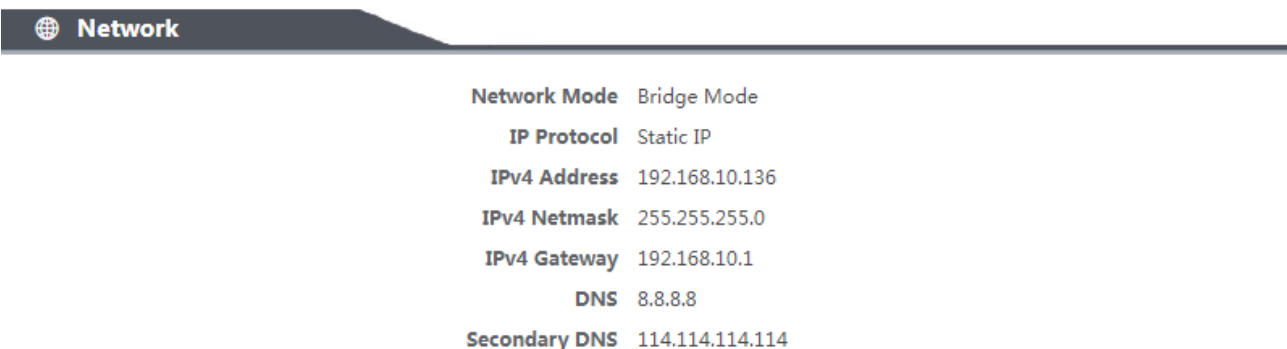 Network
Network Mode Bridge Mode
IP Protocol Static IP
IPv4 Address 192.168.10.136
IPv4 Netmask 255.255.255.0
IPv4 Gateway 192.168.10.1
DNS 8.8.8.8
Secondary DNS 114.114.114.114